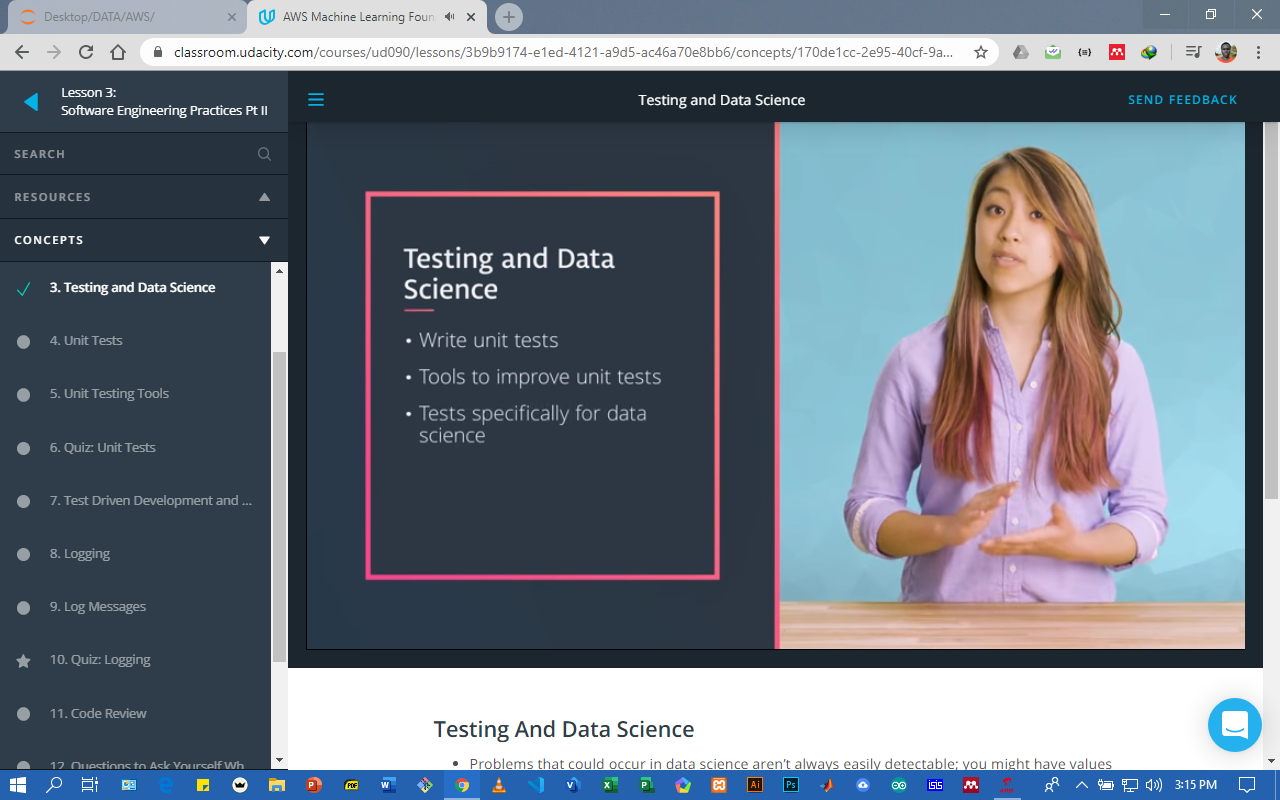 Desktop/DATA/AWS/
AWS Machine Learning Foun
classroom.udacity.com/courses/ud090/lessons/3b9b9174-e1ed-4121-a9d5-ac46a70e8bb6/concepts/170de1cc-2e95-40cf-9a...
Lesson 3:
Software Engineering Practices Pt II
Testing and Data Science
SEND FEEDBACK
SEARCH
RESOURCES
CONCEPTS
3. Testing and Data Science
4. Unit Tests
5. Unit Testing Tools
6. Quiz: Unit Tests
7. Test Driven Development and ...
8. Logging
9. Log Messages
10. Quiz: Logging
11. Code Review
12. Questions to Ask Yourself Wh
Testing and Data
Science
• Write unit tests
• Tools to improve unit tests
• Tests specifically for data
science
Testing And Data Science
• Problems that could occur in data science aren't always easily detectable; you might have values
3:15 PM